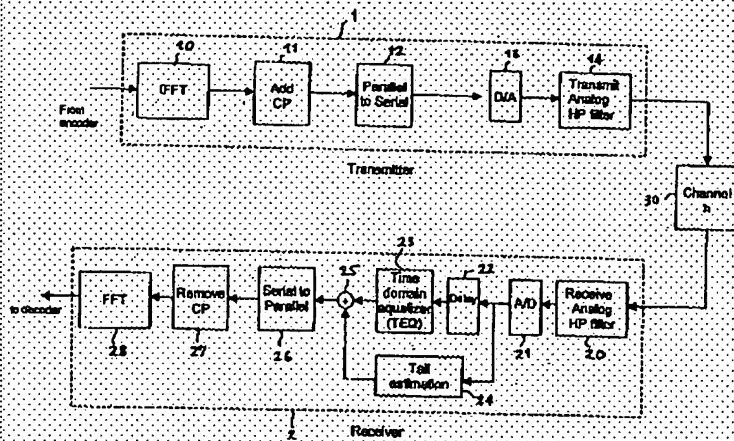 1
10
11
12
13
14
IFFT
Add
CP
Parallel
to Serial
D/A
Transmit
Analog
HP filter
From
encoder
Transmitter
30
Channel
h
23
22
25
to decoder
FFT
Remove
CP
Serial to
Parallel
+
Time
domain
equalizer
(TEQ)
Delay
A/D
Receive
Analog
HP filter
28
27
26
21
20
Tail
estimation
24
2
Receiver